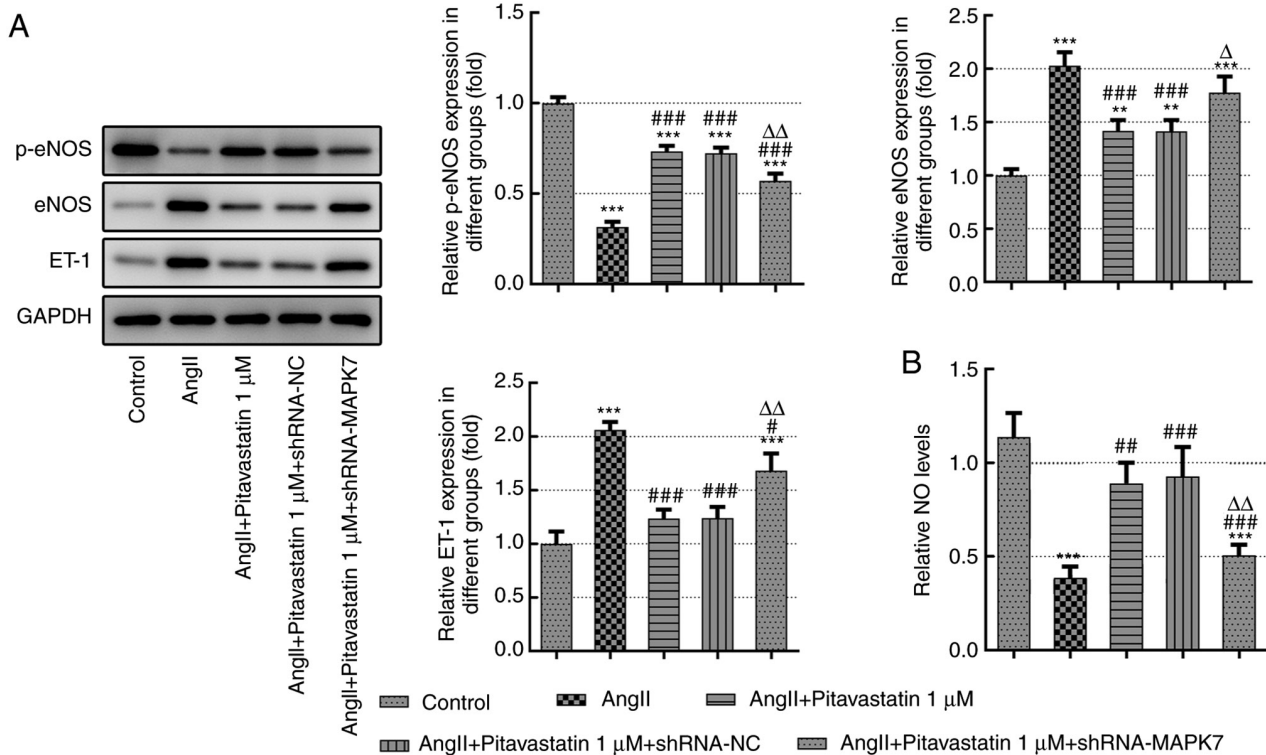 A
p-eNOS
eNOS
ET-1
GAPDH
Control
AngII
AngII+Pitavastatin 1 μM
AngII+Pitavastatin 1 μM+shRNA-NC
AngII+Pitavastatin 1 μM+shRNA-MAPK7
Relative p-eNOS expression in
different groups (fold)
1.5
1.0
0.5
0.0
***
###
***
###
***
ΔΔ
###
***
Relative eNOS expression in
different groups (fold)
2.5
2.0
1.5
1.0
0.5
0.0
***
###
**
###
**
Δ
***
Relative ET-1 expression in
different groups (fold)
2.5
2.0
1.5
1.0
0.5
0.0
***
###
###
ΔΔ
#
***
B
Relative NO levels
1.5
1.0
0.5
0.0
***
##
###
ΔΔ
###
***
Control
AngII
AngII+Pitavastatin 1 μM
AngII+Pitavastatin 1 μM+shRNA-NC
AngII+Pitavastatin 1 μM+shRNA-MAPK7